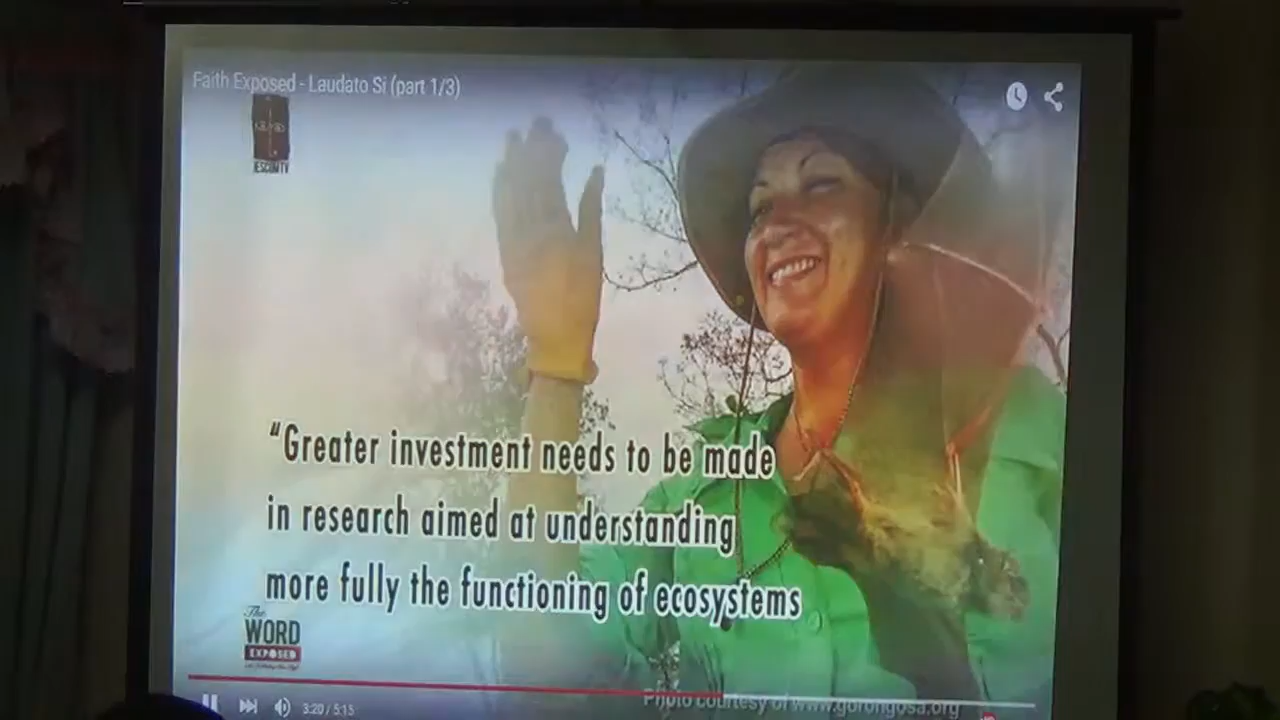 Faith Exposed - Laudato Si (part 1/3)
JESCOMTV
“Greater investment needs to be made
in research aimed at understanding
more fully the functioning of ecosystems
The
WORD
EXPOSED
3:20 / 5:15
Photo courtesy of www.gorongosa.org